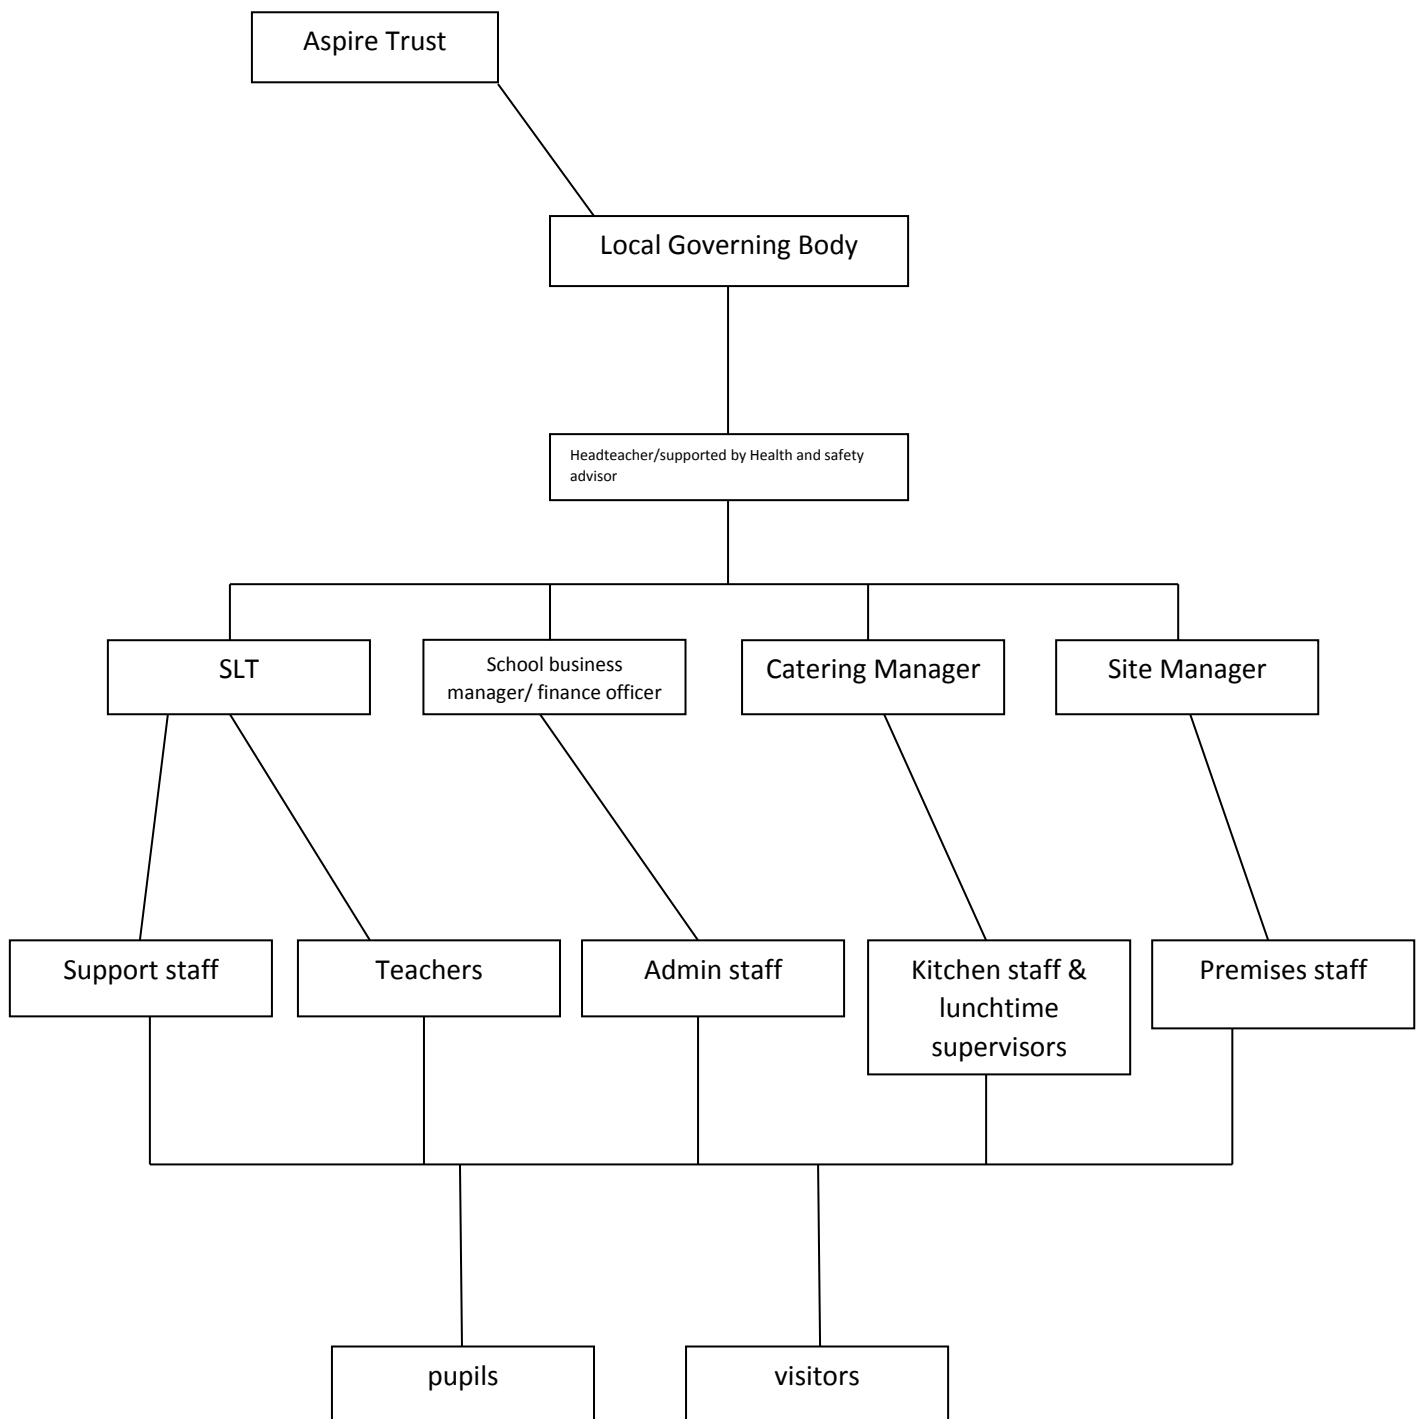 Aspire Trust
Local Governing Body
Headteacher/supported by Health and safety
advisor
SLT
School business
manager/ finance officer
Catering Manager
Site Manager
Support staff
Teachers
Admin staff
Kitchen staff &
lunchtime
supervisors
Premises staff
pupils
visitors